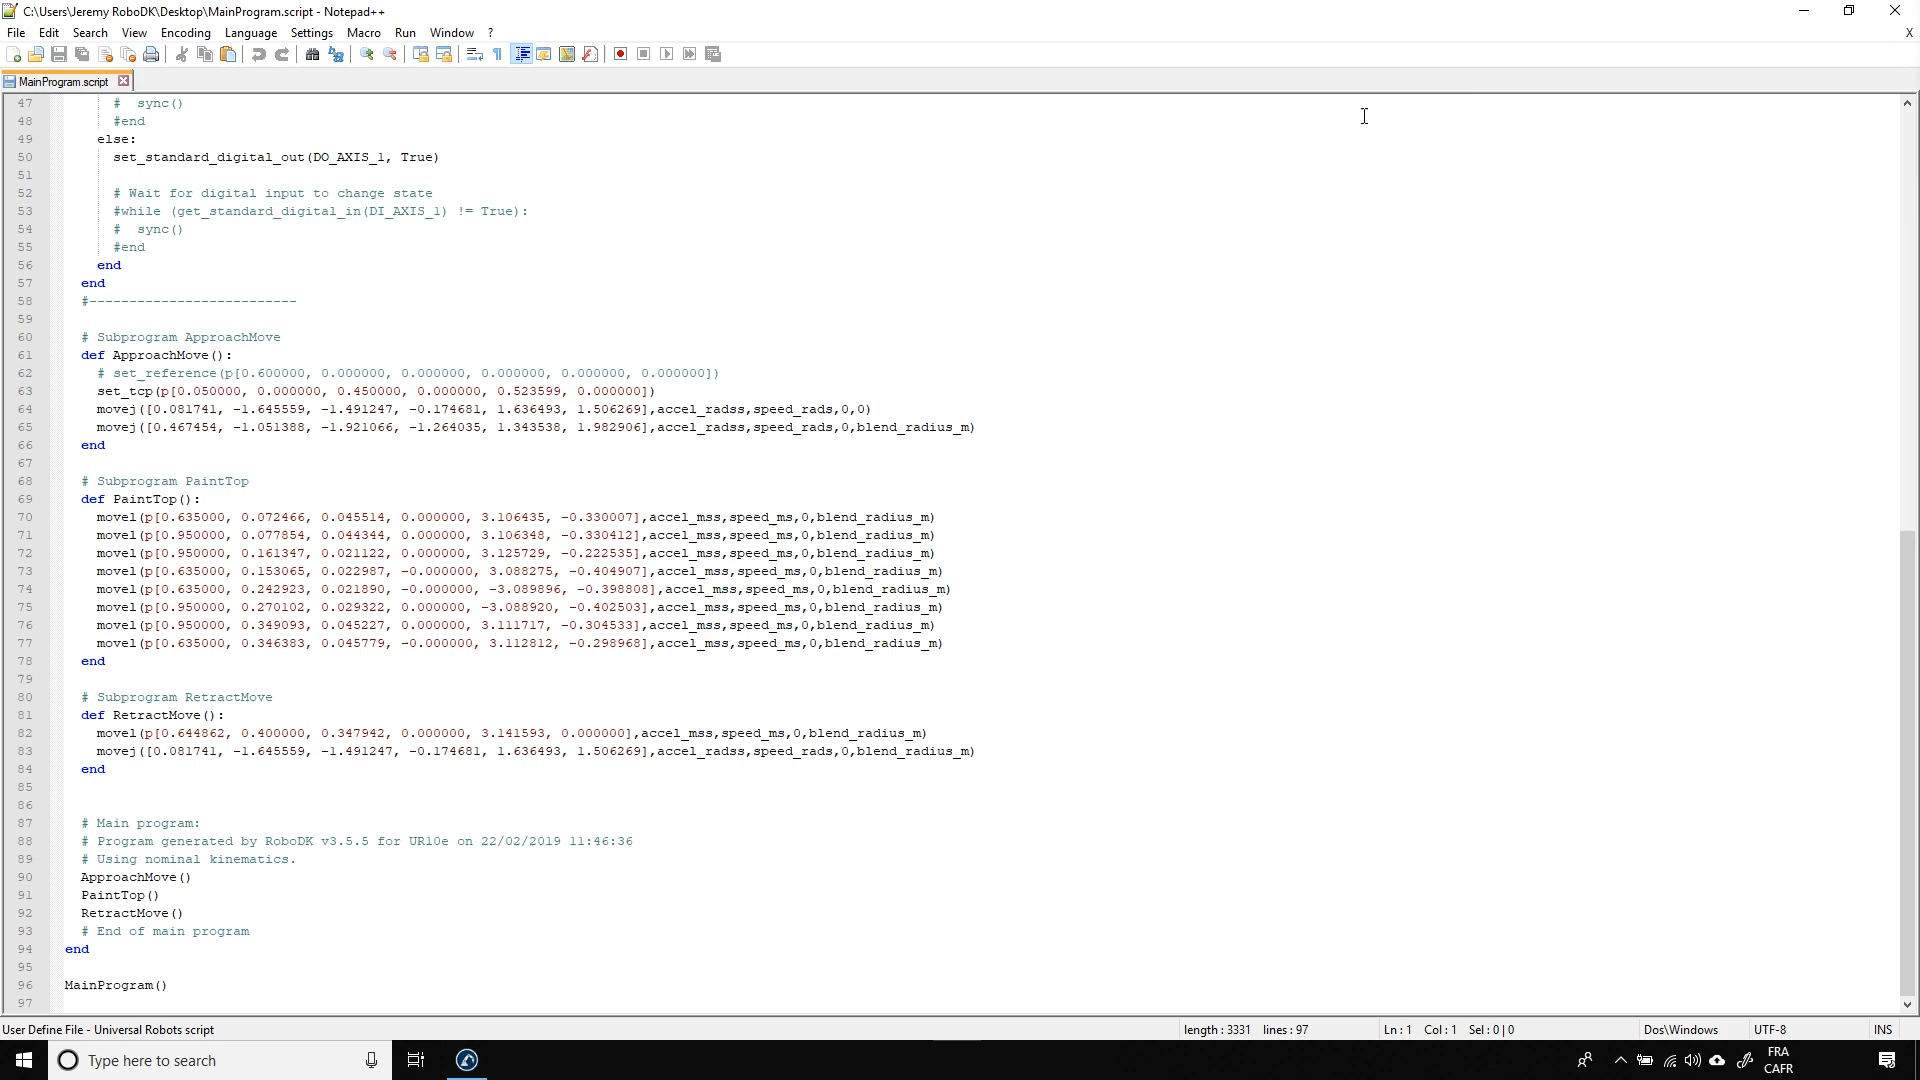 C:\Users\Jeremy RoboDK\Desktop\MainProgram.script - Notepad++
File Edit Search View Encoding Language Settings Macro Run Window ? X
MainProgram.script
47 # sync()
48 #end
49 else:
50 set_standard_digital_out(DO_AXIS_1, True)
51
52 # Wait for digital input to change state
53 #while (get_standard_digital_in(DI_AXIS_1) != True):
54 # sync()
55 #end
56 end
57 end
58 #--------------------------
59
60 # Subprogram ApproachMove
61 def ApproachMove():
62 # set_reference(p[0.600000, 0.000000, 0.000000, 0.000000, 0.000000, 0.000000])
63 set_tcp(p[0.050000, 0.000000, 0.450000, 0.000000, 0.523599, 0.000000])
64 movej([0.081741, -1.645559, -1.491247, -0.174681, 1.636493, 1.506269],accel_radss,speed_rads,0,0)
65 movej([0.467454, -1.051388, -1.921066, -1.264035, 1.343538, 1.982906],accel_radss,speed_rads,0,blend_radius_m)
66 end
67
68 # Subprogram PaintTop
69 def PaintTop():
70 movel(p[0.635000, 0.072466, 0.045514, 0.000000, 3.106435, -0.330007],accel_mss,speed_ms,0,blend_radius_m)
71 movel(p[0.950000, 0.077854, 0.044344, 0.000000, 3.106348, -0.330412],accel_mss,speed_ms,0,blend_radius_m)
72 movel(p[0.950000, 0.161347, 0.021122, 0.000000, 3.125729, -0.222535],accel_mss,speed_ms,0,blend_radius_m)
73 movel(p[0.635000, 0.153065, 0.022987, -0.000000, 3.088275, -0.404907],accel_mss,speed_ms,0,blend_radius_m)
74 movel(p[0.635000, 0.242923, 0.021890, -0.000000, -3.089896, -0.398808],accel_mss,speed_ms,0,blend_radius_m)
75 movel(p[0.950000, 0.270102, 0.029322, 0.000000, -3.088920, -0.402503],accel_mss,speed_ms,0,blend_radius_m)
76 movel(p[0.950000, 0.349093, 0.045227, 0.000000, 3.111717, -0.304533],accel_mss,speed_ms,0,blend_radius_m)
77 movel(p[0.635000, 0.346383, 0.045779, -0.000000, 3.112812, -0.298968],accel_mss,speed_ms,0,blend_radius_m)
78 end
79
80 # Subprogram RetractMove
81 def RetractMove():
82 movel(p[0.644862, 0.400000, 0.347942, 0.000000, 3.141593, 0.000000],accel_mss,speed_ms,0,blend_radius_m)
83 movej([0.081741, -1.645559, -1.491247, -0.174681, 1.636493, 1.506269],accel_radss,speed_rads,0,blend_radius_m)
84 end
85
86
87 # Main program:
88 # Program generated by RoboDK v3.5.5 for UR10e on 22/02/2019 11:46:36
89 # Using nominal kinematics.
90 ApproachMove()
91 PaintTop()
92 RetractMove()
93 # End of main program
94 end
95
96 MainProgram()
97
User Define File - Universal Robots script length : 3331 lines : 97 Ln : 1 Col : 1 Sel : 0 | 0 Dos\Windows UTF-8 INS
Type here to search
FRA
CAFR